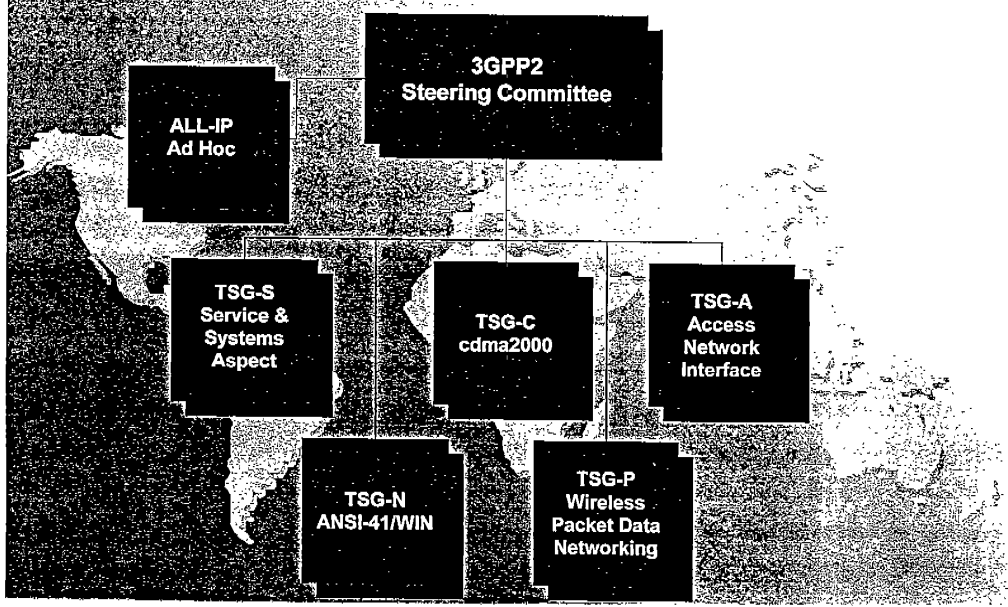 3GPP2
Steering Committee
ALL-IP
Ad Hoc
TSG-S
Service &
Systems
Aspect
TSG-C
cdma2000
TSG-A
Access
Network
Interface
TSG-N
ANSI-41/WIN
TSG-P
Wireless
Packet Data
Networking